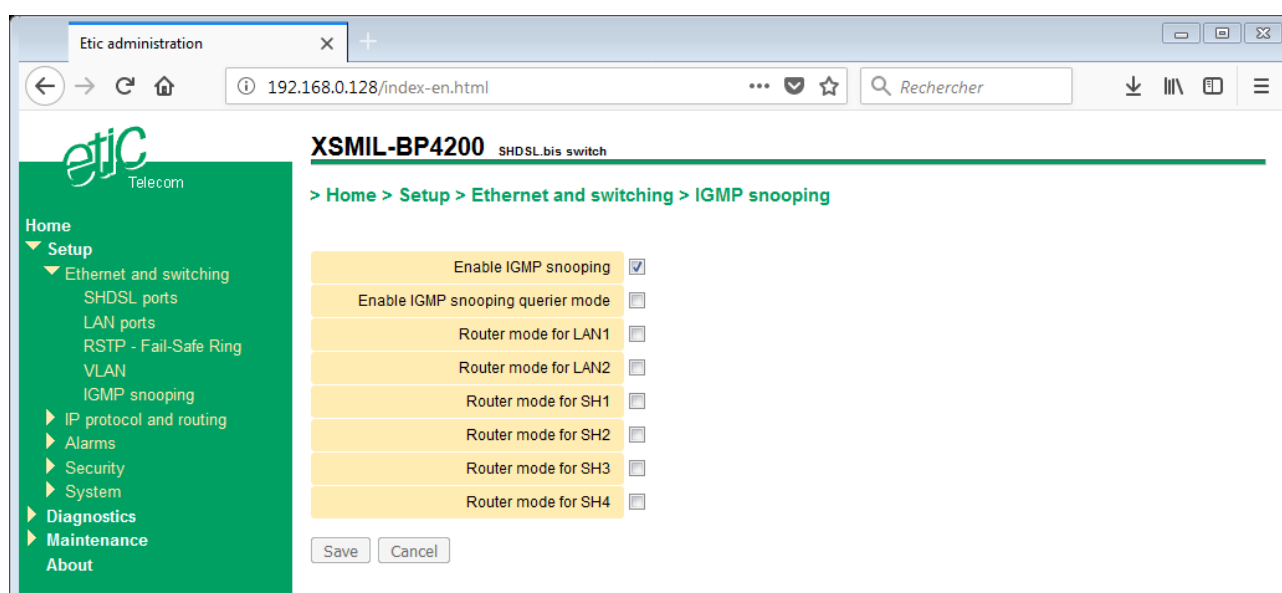 Etic administration
192.168.0.128/index-en.html
Rechercher
etic
Telecom
XSMIL-BP4200 SHDSL.bis switch
> Home > Setup > Ethernet and switching > IGMP snooping
Home
Setup
Ethernet and switching
SHDSL ports
LAN ports
RSTP - Fail-Safe Ring
VLAN
IGMP snooping
IP protocol and routing
Alarms
Security
System
Diagnostics
Maintenance
About
Enable IGMP snooping
Enable IGMP snooping querier mode
Router mode for LAN1
Router mode for LAN2
Router mode for SH1
Router mode for SH2
Router mode for SH3
Router mode for SH4
Save Cancel